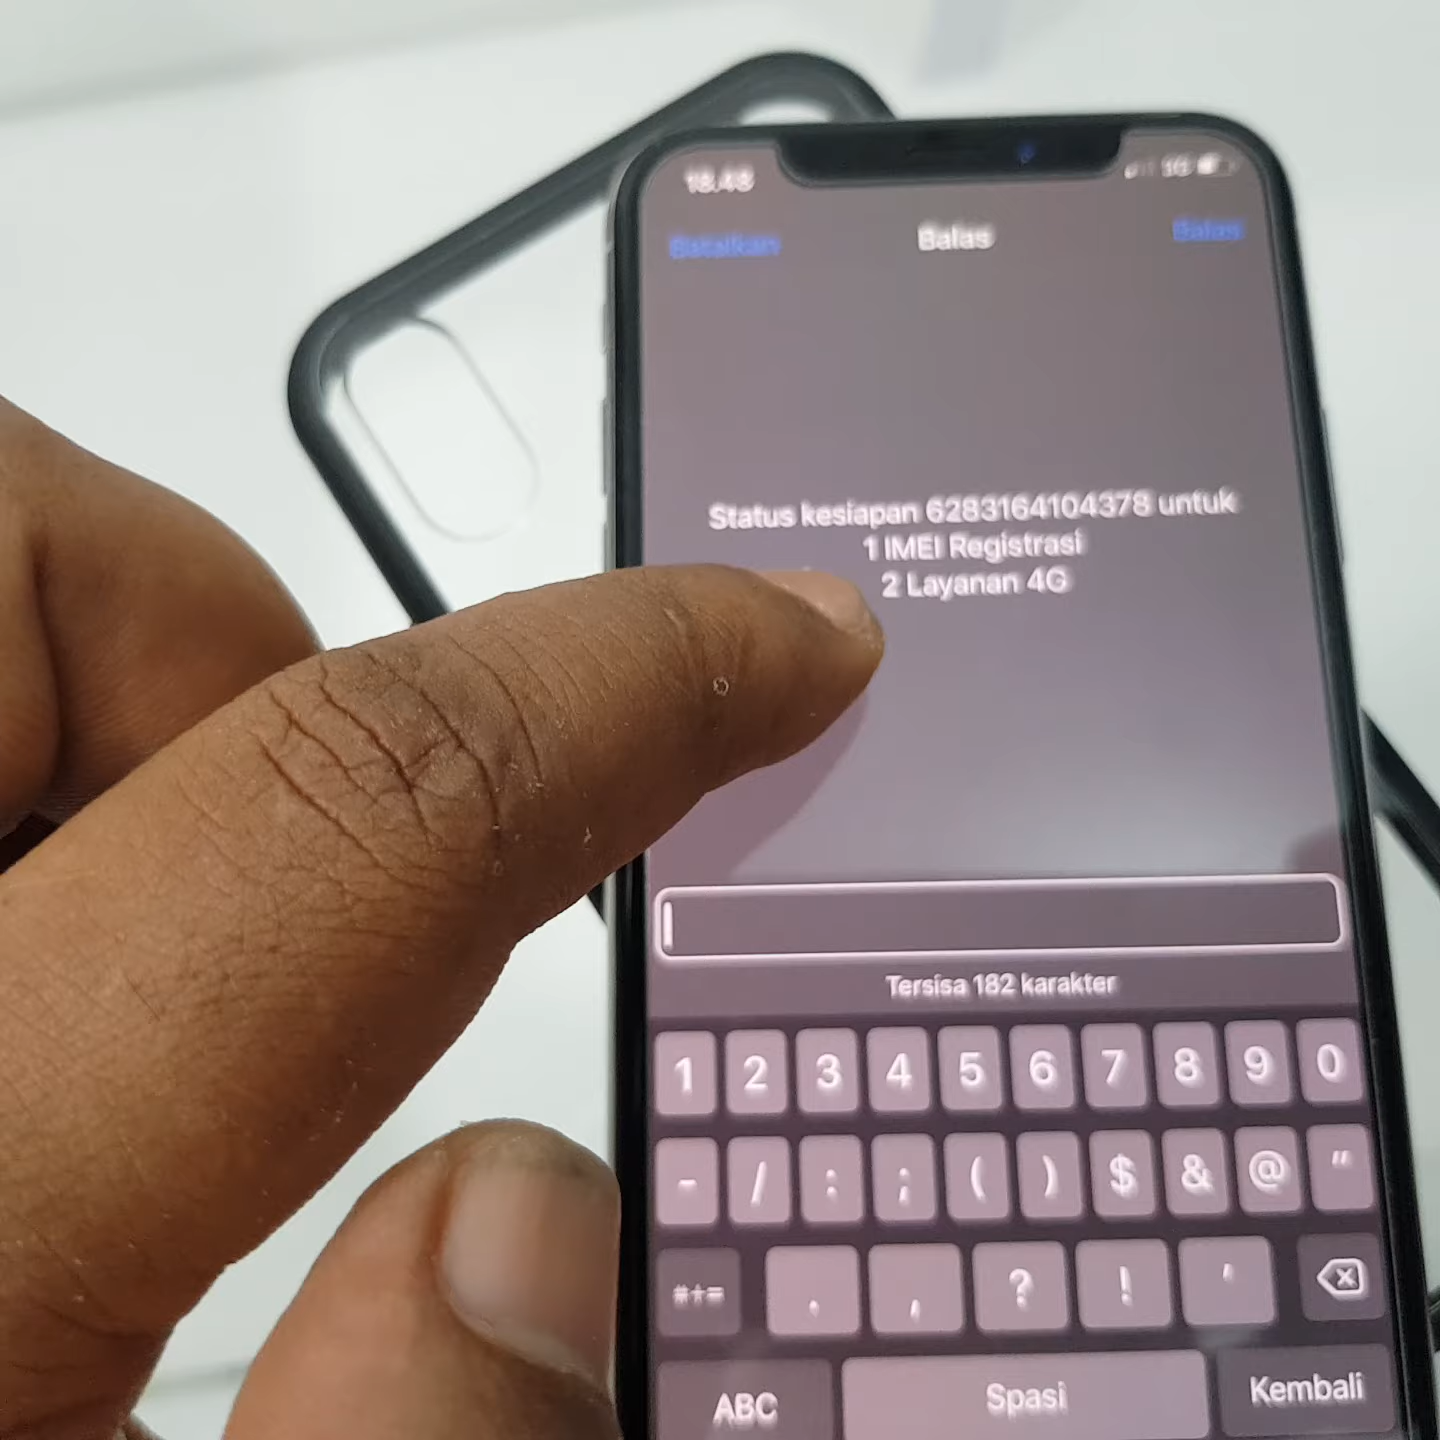 18.48
3G
Batalkan Balas Balas
Status kesiapan 6283164104378 untuk
1 IMEI Registrasi
2 Layanan 4G
Tersisa 182 karakter
1 2 3 4 5 6 7 8 9 0
- / : ; ( ) $ & @ "
#+= . , ? ! '
ABC Spasi Kembali